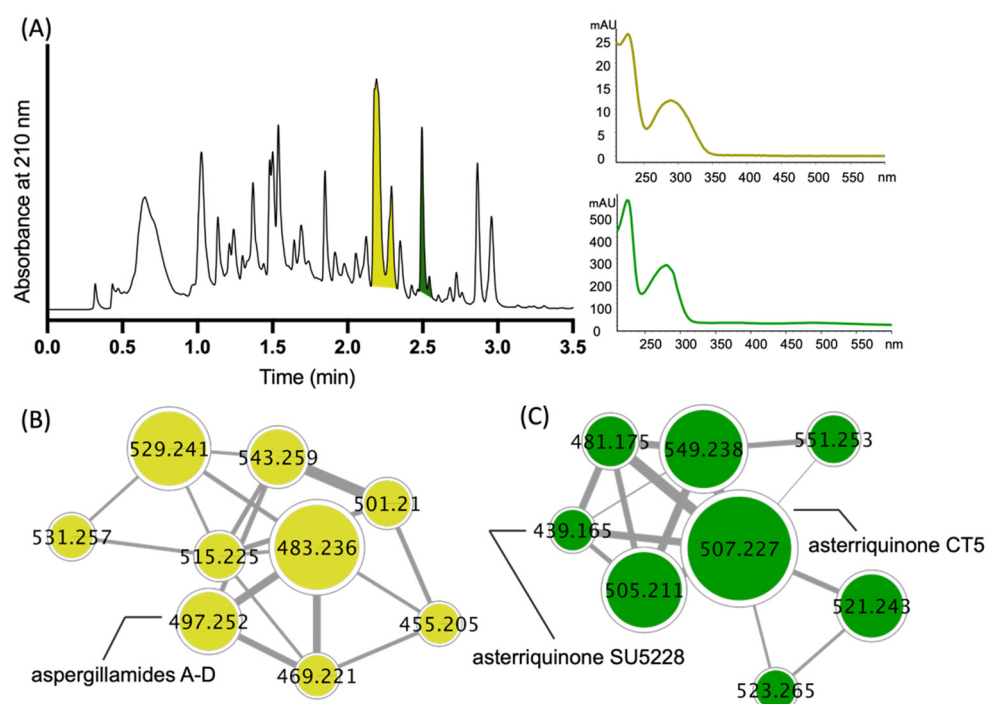 (A)
Absorbance at 210 nm
0.0 0.5 1.0 1.5 2.0 2.5 3.0 3.5
Time (min)
mAU
25
20
15
10
5
0
250 300 350 400 450 500 550 nm
mAU
500
400
300
200
100
0
250 300 350 400 450 500 550 nm
(B)
529.241
543.259
501.21
531.257
515.225
483.236
497.252
455.205
469.221
aspergillamides A-D
(C)
481.175
549.238
551.253
439.165
507.227
asterriquinone CT5
505.211
521.243
asterriquinone SU5228
523.265